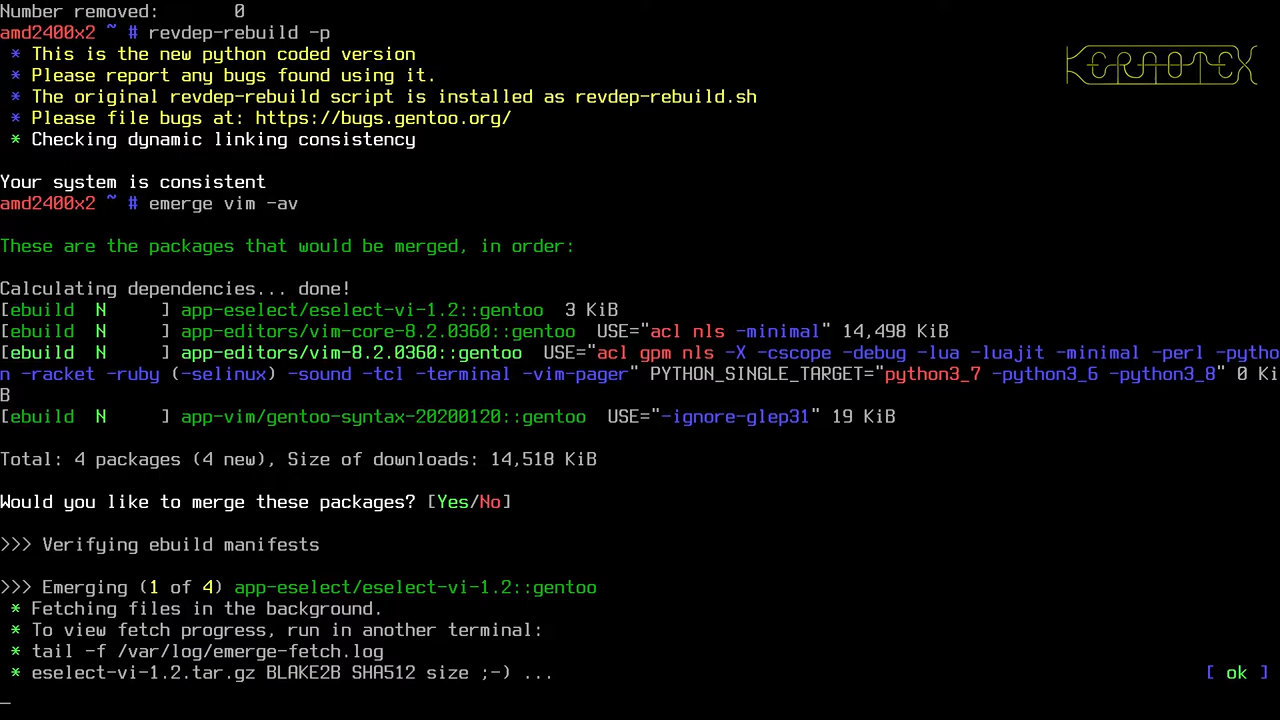 Number removed:       0
amd2400x2 ~ # revdep-rebuild -p
 * This is the new python coded version
 * Please report any bugs found using it.
 * The original revdep-rebuild script is installed as revdep-rebuild.sh
 * Please file bugs at: https://bugs.gentoo.org/
 * Checking dynamic linking consistency
KERAOTEX
Your system is consistent
amd2400x2 ~ # emerge vim -av
These are the packages that would be merged, in order:
Calculating dependencies... done!
[ebuild  N     ] app-eselect/eselect-vi-1.2::gentoo  3 KiB
[ebuild  N     ] app-editors/vim-core-8.2.0360::gentoo  USE="acl nls -minimal" 14,498 KiB
[ebuild  N     ] app-editors/vim-8.2.0360::gentoo  USE="acl gpm nls -X -cscope -debug -lua -luajit -minimal -perl -pytho
n -racket -ruby (-selinux) -sound -tcl -terminal -vim-pager" PYTHON_SINGLE_TARGET="python3_7 -python3_6 -python3_8" 0 Ki
B
[ebuild  N     ] app-vim/gentoo-syntax-20200120::gentoo  USE="-ignore-glep31" 19 KiB
Total: 4 packages (4 new), Size of downloads: 14,518 KiB
Would you like to merge these packages? [Yes/No]
>>> Verifying ebuild manifests
>>> Emerging (1 of 4) app-eselect/eselect-vi-1.2::gentoo
 * Fetching files in the background.
 * To view fetch progress, run in another terminal:
 * tail -f /var/log/emerge-fetch.log
 * eselect-vi-1.2.tar.gz BLAKE2B SHA512 size ;-) ...                                                             [ ok ]
_